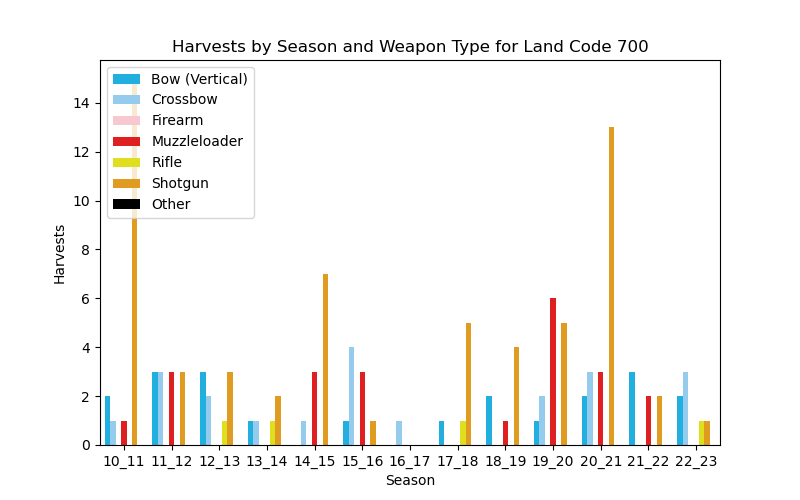 Harvests by Season and Weapon Type for Land Code 700
Bow (Vertical)
Crossbow
Firearm
Muzzleloader
Rifle
Shotgun
Other
14
12
10
8
6
4
2
0
Harvests
10_11 11_12 12_13 13_14 14_15 15_16 16_17 17_18 18_19 19_20 20_21 21_22 22_23
Season